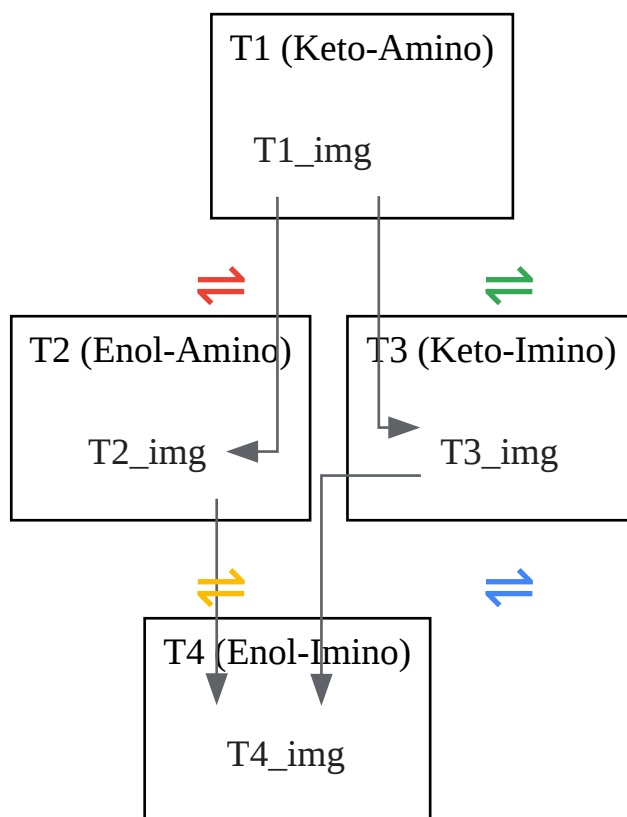 T1 (Keto-Amino)
T1_img
T2 (Enol-Amino)
T3 (Keto-Imino)
T2_img
T3_img
T4 (Enol-Imino)
T4_img